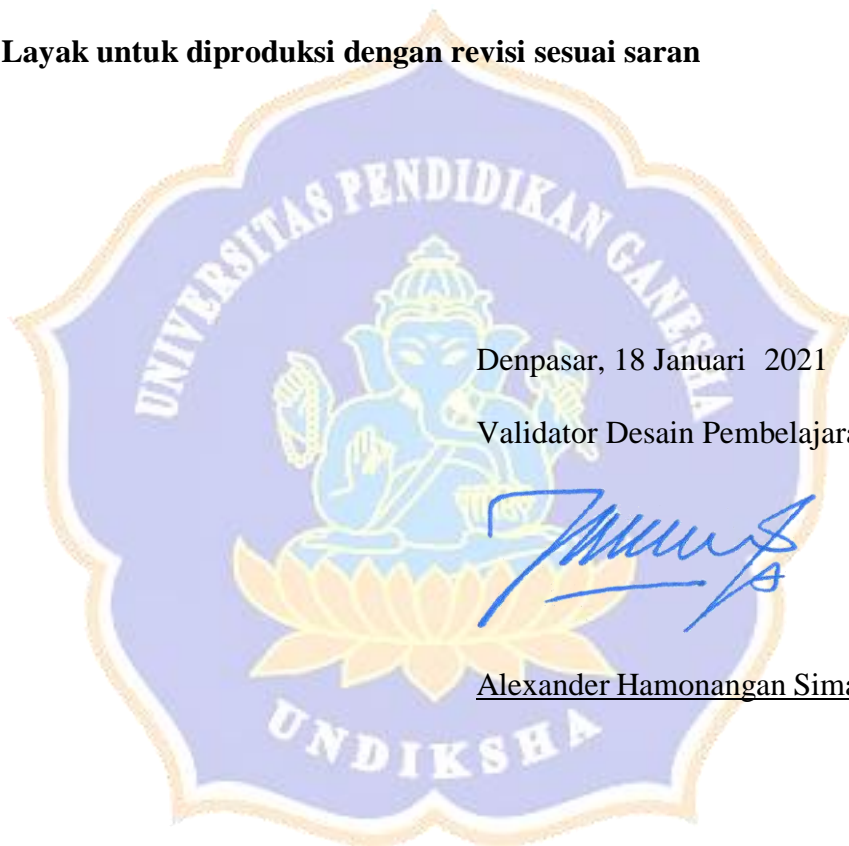 Layak untuk diproduksi dengan revisi sesuai saran
UNIVERSITAS PENDIDIKAN GANESHA
Denpasar, 18 Januari 2021
Validator Desain Pembelajara
Alexander Hamonangan Sima
UNDIKSHA